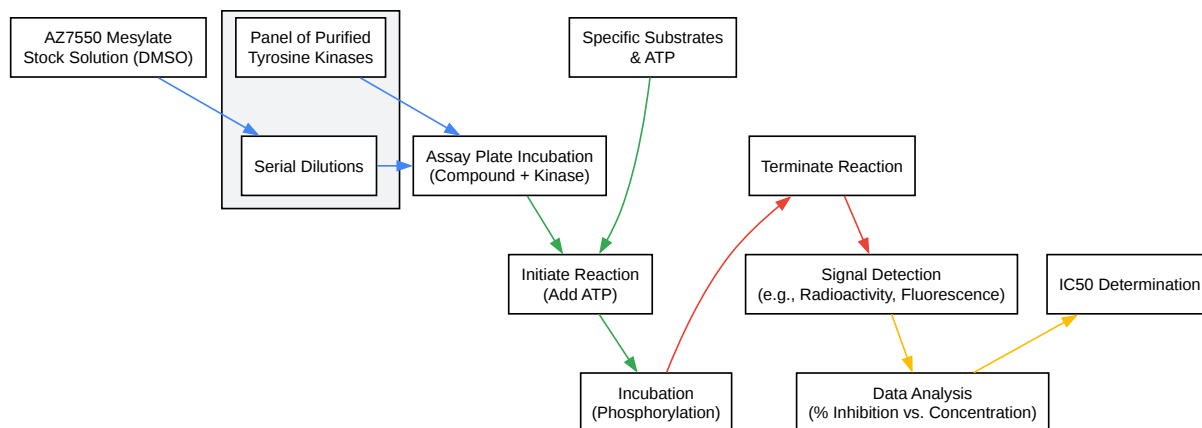 AZ7550 Mesylate
Stock Solution (DMSO)
Panel of Purified
Tyrosine Kinases
Specific Substrates
& ATP
Serial Dilutions
Assay Plate Incubation
(Compound + Kinase)
Terminate Reaction
Initiate Reaction
(Add ATP)
Signal Detection
(e.g., Radioactivity, Fluorescence)
IC50 Determination
Incubation
(Phosphorylation)
Data Analysis
(% Inhibition vs. Concentration)